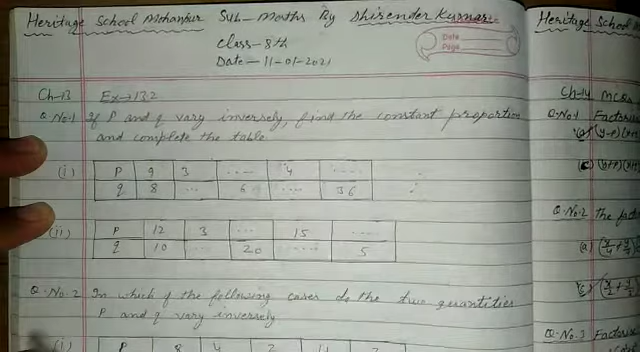 Heritage School Mohanpur Sub-Maths By Dhirender Kumar
Class-8th
Date
Page
Date-11-01-2021
Ch-13 Ex→13.2
Q.No.1 If P and q vary inversely, find the constant proportion
and complete the table
(i) P 9 3 .... 4 .....
q 8 ... 6 .... 36
(ii) P 12 3 ... 15 ....
q 10 ... 20 ..... 5
Q.No.2 In which of the following cases do the two quantities
P and q vary inversely
(i) P 8 4 2
Heritage School
Ch-14 MCQ
Q.No.1 Factorise
(a)
(c)
Q.No.2 The fact
(a)
(c)
Q.No.3 Factorise